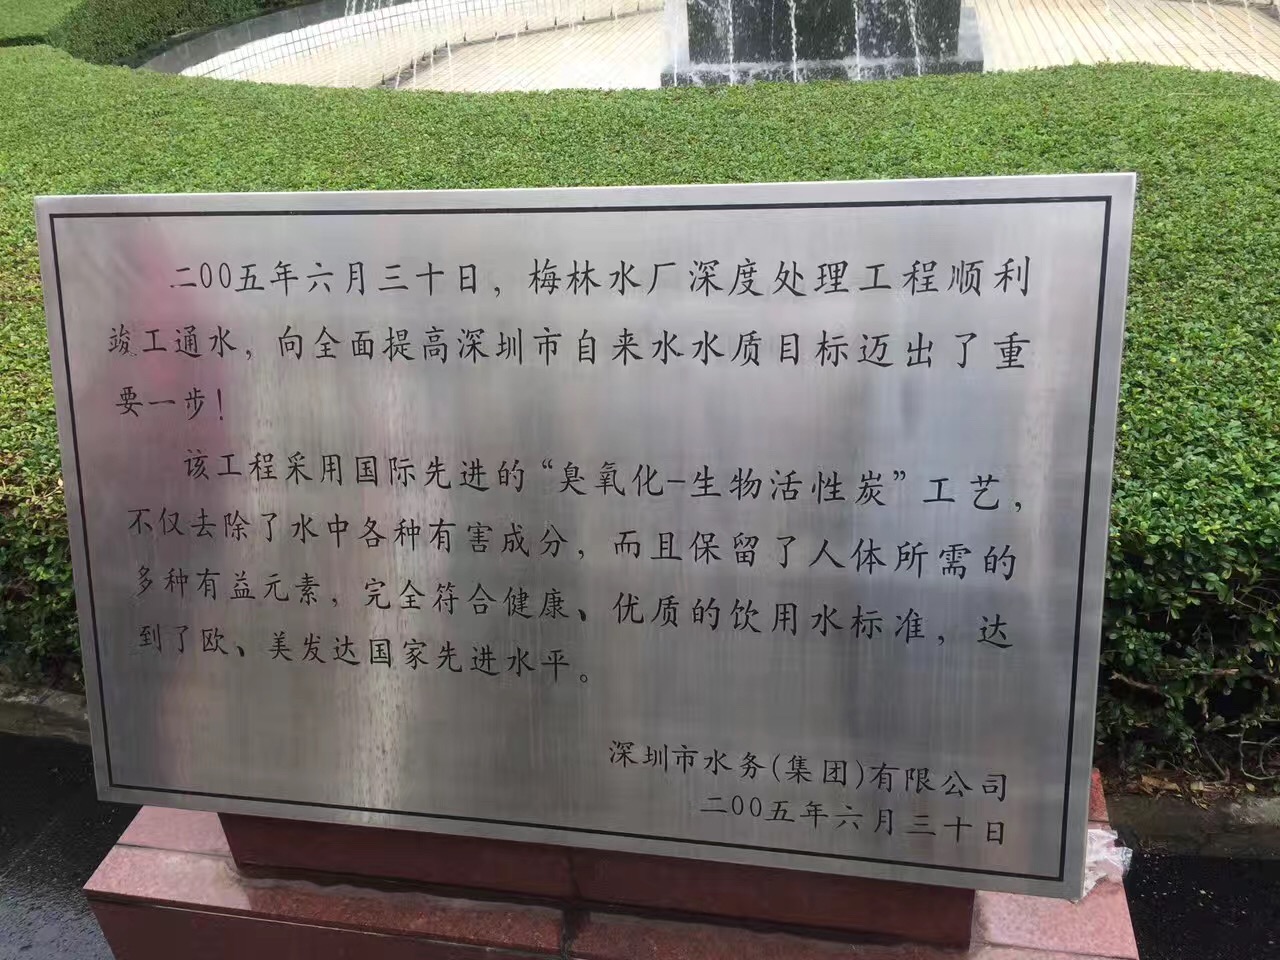 二00五年六月三十日，梅林水厂深度处理工程顺利
竣工通水，向全面提高深圳市自来水水质目标迈出了重
要一步！
该工程采用国际先进的“臭氧化-生物活性炭”工艺，
不仅去除了水中各种有害成分，而且保留了人体所需的
多种有益元素，完全符合健康、优质的饮用水标准，达
到了欧、美发达国家先进水平。
深圳市水务(集团)有限公司
二00五年六月三十日